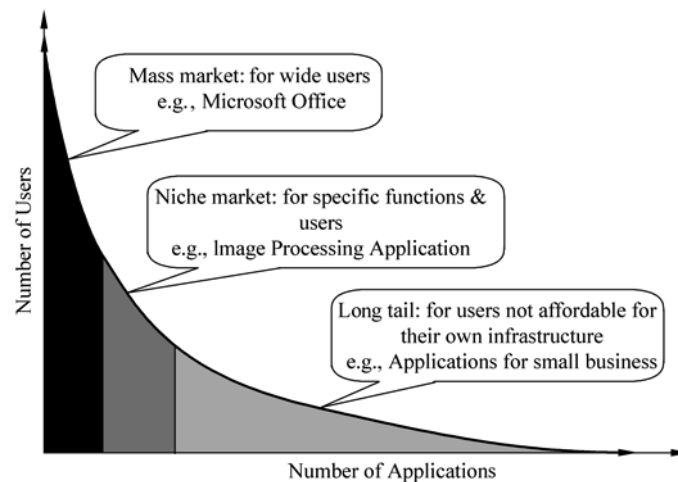 Mass market: for wide users
e.g., Microsoft Office
Niche market: for specific functions &
users
e.g., Image Processing Application
Long tail: for users not affordable for
their own infrastructure
e.g., Applications for small business
Number of Users
Number of Applications